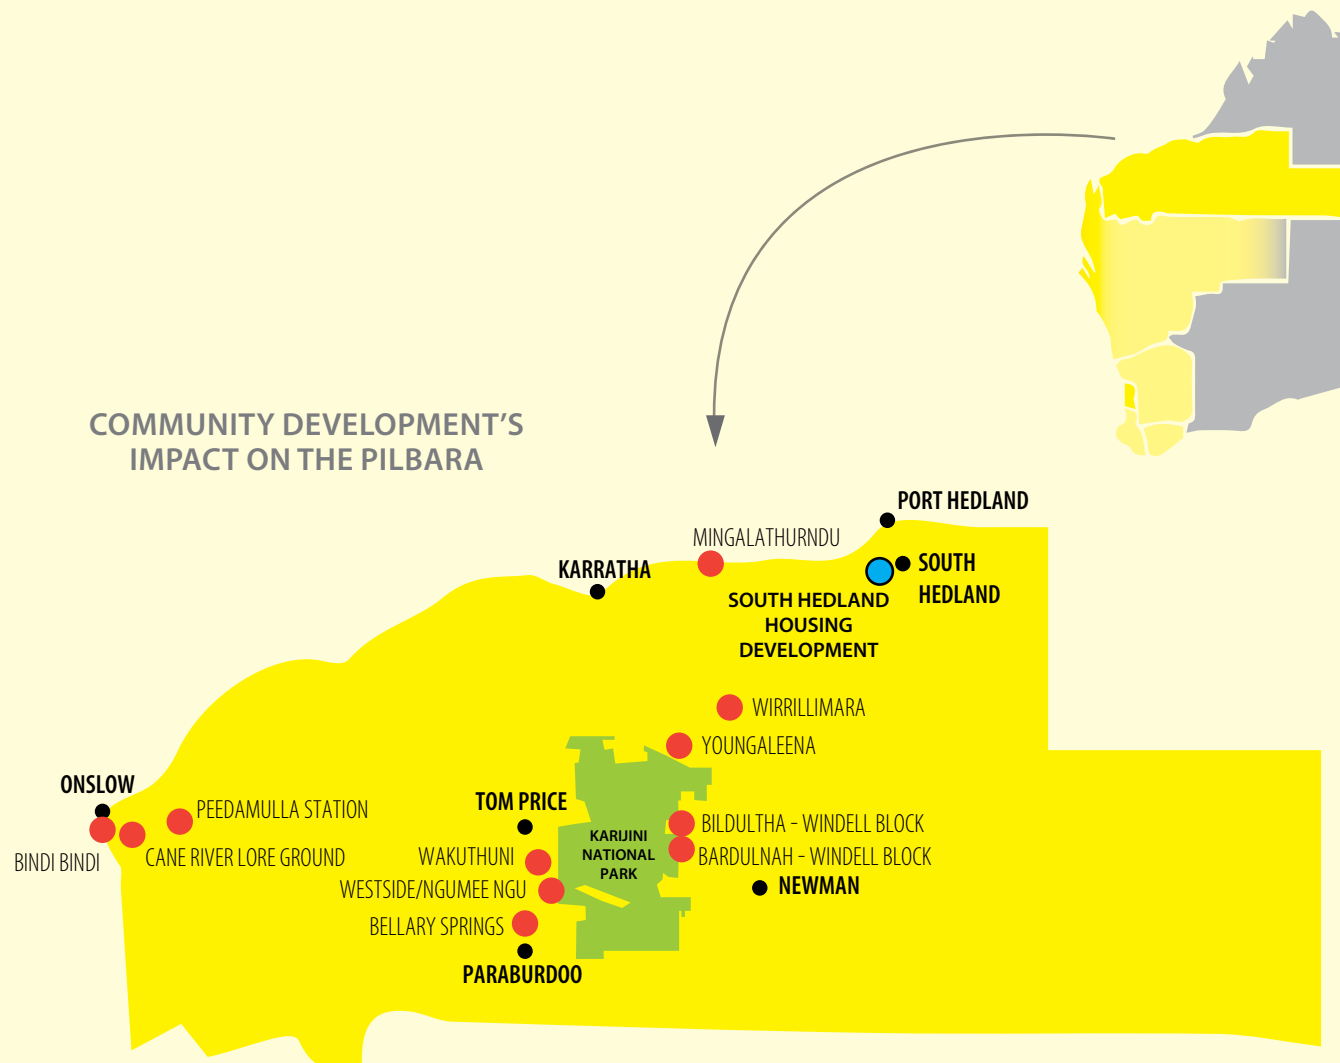 COMMUNITY DEVELOPMENT'S
IMPACT ON THE PILBARA
PORT HEDLAND
MINGALATHURNDU
KARRATHA
SOUTH
HEDLAND
SOUTH HEDLAND
HOUSING
DEVELOPMENT
WIRRILLIMARA
YOUNGALEENA
ONSLOW
PEEDAMULLA STATION
TOM PRICE
BILDULTHA - WINDELL BLOCK
KARIJINI
NATIONAL
PARK
BINDI BINDI
CANE RIVER LORE GROUND
WAKUTHUNI
BARDULNAH - WINDELL BLOCK
WESTSIDE/NGUMEE NGU
NEWMAN
BELLARY SPRINGS
PARABURDOO